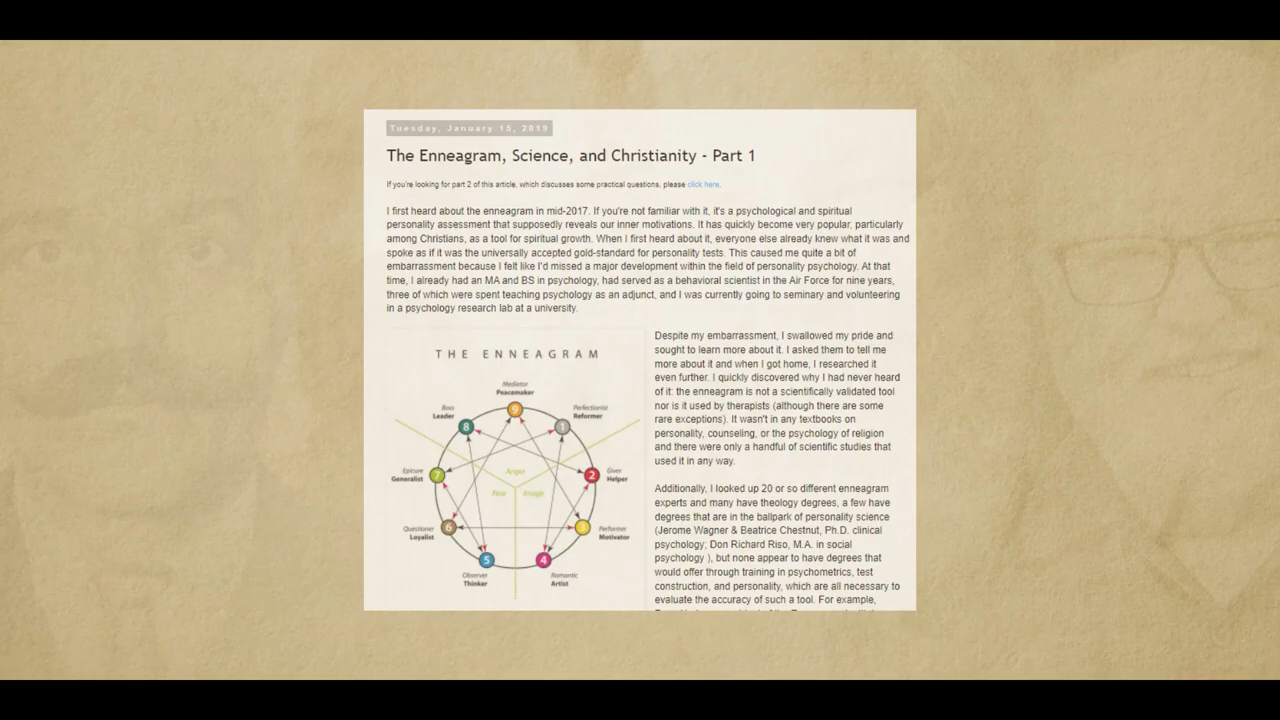 Tuesday, January 15, 2019
The Enneagram, Science, and Christianity - Part 1
If you're looking for part 2 of this article, which discusses some practical questions, please click here.
I first heard about the enneagram in mid-2017. If you're not familiar with it, it's a psychological and spiritual
personality assessment that supposedly reveals our inner motivations. It has quickly become very popular, particularly
among Christians, as a tool for spiritual growth. When I first heard about it, everyone else already knew what it was and
spoke as if it was the universally accepted gold-standard for personality tests. This caused me quite a bit of
embarrassment because I felt like I'd missed a major development within the field of personality psychology. At that
time, I already had an MA and BS in psychology, had served as a behavioral scientist in the Air Force for nine years,
three of which were spent teaching psychology as an adjunct, and I was currently going to seminary and volunteering
in a psychology research lab at a university.
THE ENNEAGRAM
Mediator
Peacemaker
9
Boss
Leader
8
Perfectionist
Reformer
1
Epicure
Generalist
7
Anger
Giver
Helper
2
Fear
Image
Questioner
Loyalist
6
Performer
Motivator
3
5
Observer
Thinker
4
Romantic
Artist
Despite my embarrassment, I swallowed my pride and
sought to learn more about it. I asked them to tell me
more about it and when I got home, I researched it
even further. I quickly discovered why I had never heard
of it: the enneagram is not a scientifically validated tool
nor is it used by therapists (although there are some
rare exceptions). It wasn't in any textbooks on
personality, counseling, or the psychology of religion
and there were only a handful of scientific studies that
used it in any way.
Additionally, I looked up 20 or so different enneagram
experts and many have theology degrees, a few have
degrees that are in the ballpark of personality science
(Jerome Wagner & Beatrice Chestnut, Ph.D. clinical
psychology; Don Richard Riso, M.A. in social
psychology ), but none appear to have degrees that
would offer through training in psychometrics, test
construction, and personality, which are all necessary to
evaluate the accuracy of such a tool. For example,